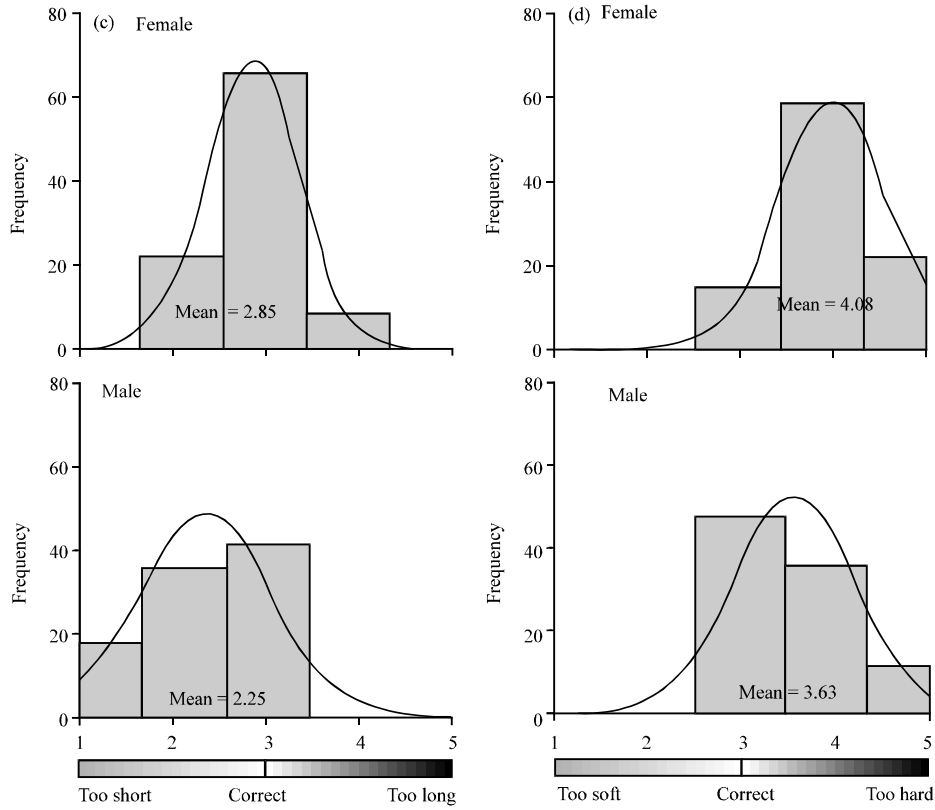 (c) Female
80
60
40
20
0
Frequency
Mean = 2.85
(d) Female
80
60
40
20
0
Frequency
Mean = 4.08
Male
80
60
40
20
0
Frequency
Mean = 2.25
1 2 3 4 5
Too short Correct Too long
Male
80
60
40
20
0
Frequency
Mean = 3.63
1 2 3 4 5
Too soft Correct Too hard